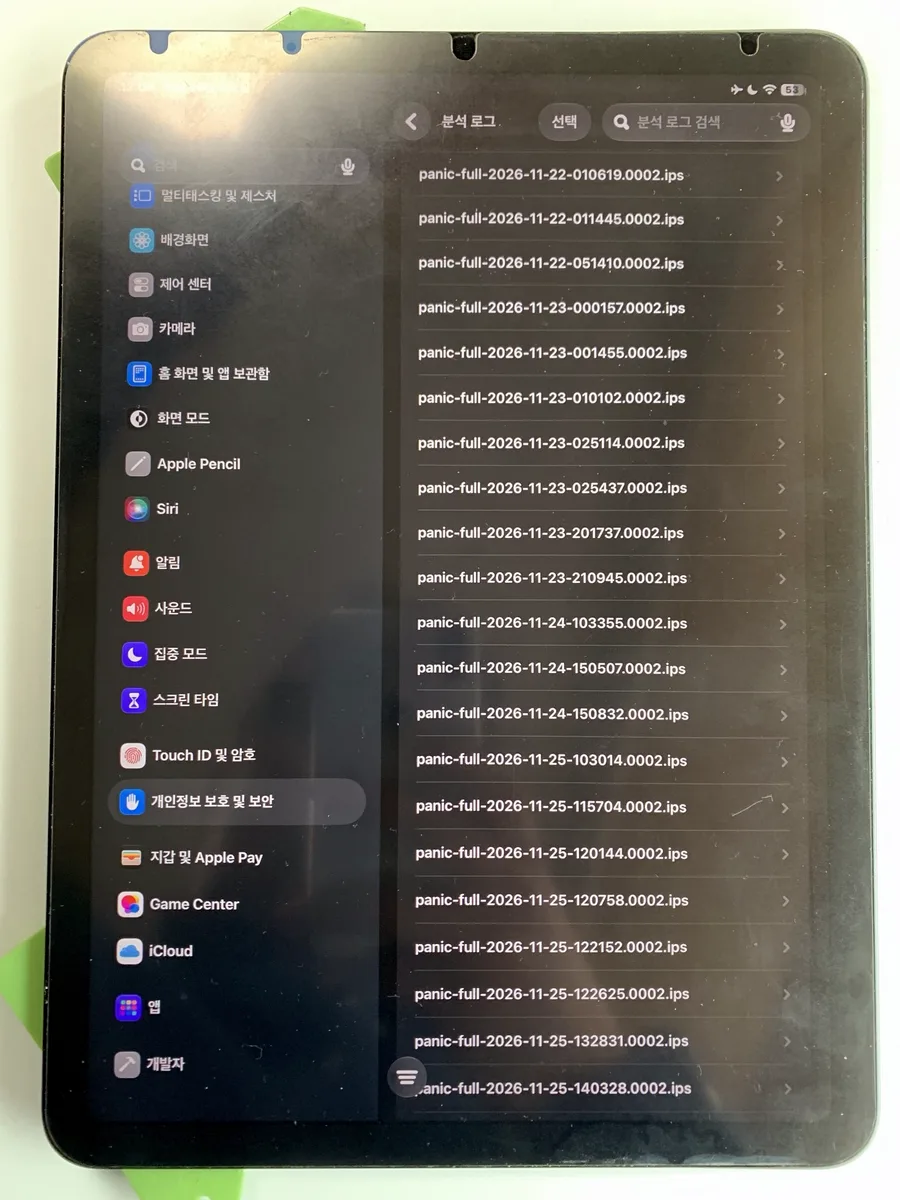 53
분석 로그
선택
분석 로그 검색
검색
멀티태스킹 및 제스처
배경화면
제어 센터
카메라
홈 화면 및 앱 보관함
화면 모드
Apple Pencil
Siri
알림
사운드
집중 모드
스크린 타임
Touch ID 및 암호
개인정보 보호 및 보안
지갑 및 Apple Pay
Game Center
iCloud
앱
개발자
panic-full-2026-11-22-010619.0002.ips
panic-full-2026-11-22-011445.0002.ips
panic-full-2026-11-22-051410.0002.ips
panic-full-2026-11-23-000157.0002.ips
panic-full-2026-11-23-001455.0002.ips
panic-full-2026-11-23-010102.0002.ips
panic-full-2026-11-23-025114.0002.ips
panic-full-2026-11-23-025437.0002.ips
panic-full-2026-11-23-201737.0002.ips
panic-full-2026-11-23-210945.0002.ips
panic-full-2026-11-24-103355.0002.ips
panic-full-2026-11-24-150507.0002.ips
panic-full-2026-11-24-150832.0002.ips
panic-full-2026-11-25-103014.0002.ips
panic-full-2026-11-25-115704.0002.ips
panic-full-2026-11-25-120144.0002.ips
panic-full-2026-11-25-120758.0002.ips
panic-full-2026-11-25-122152.0002.ips
panic-full-2026-11-25-122625.0002.ips
panic-full-2026-11-25-132831.0002.ips
panic-full-2026-11-25-140328.0002.ips